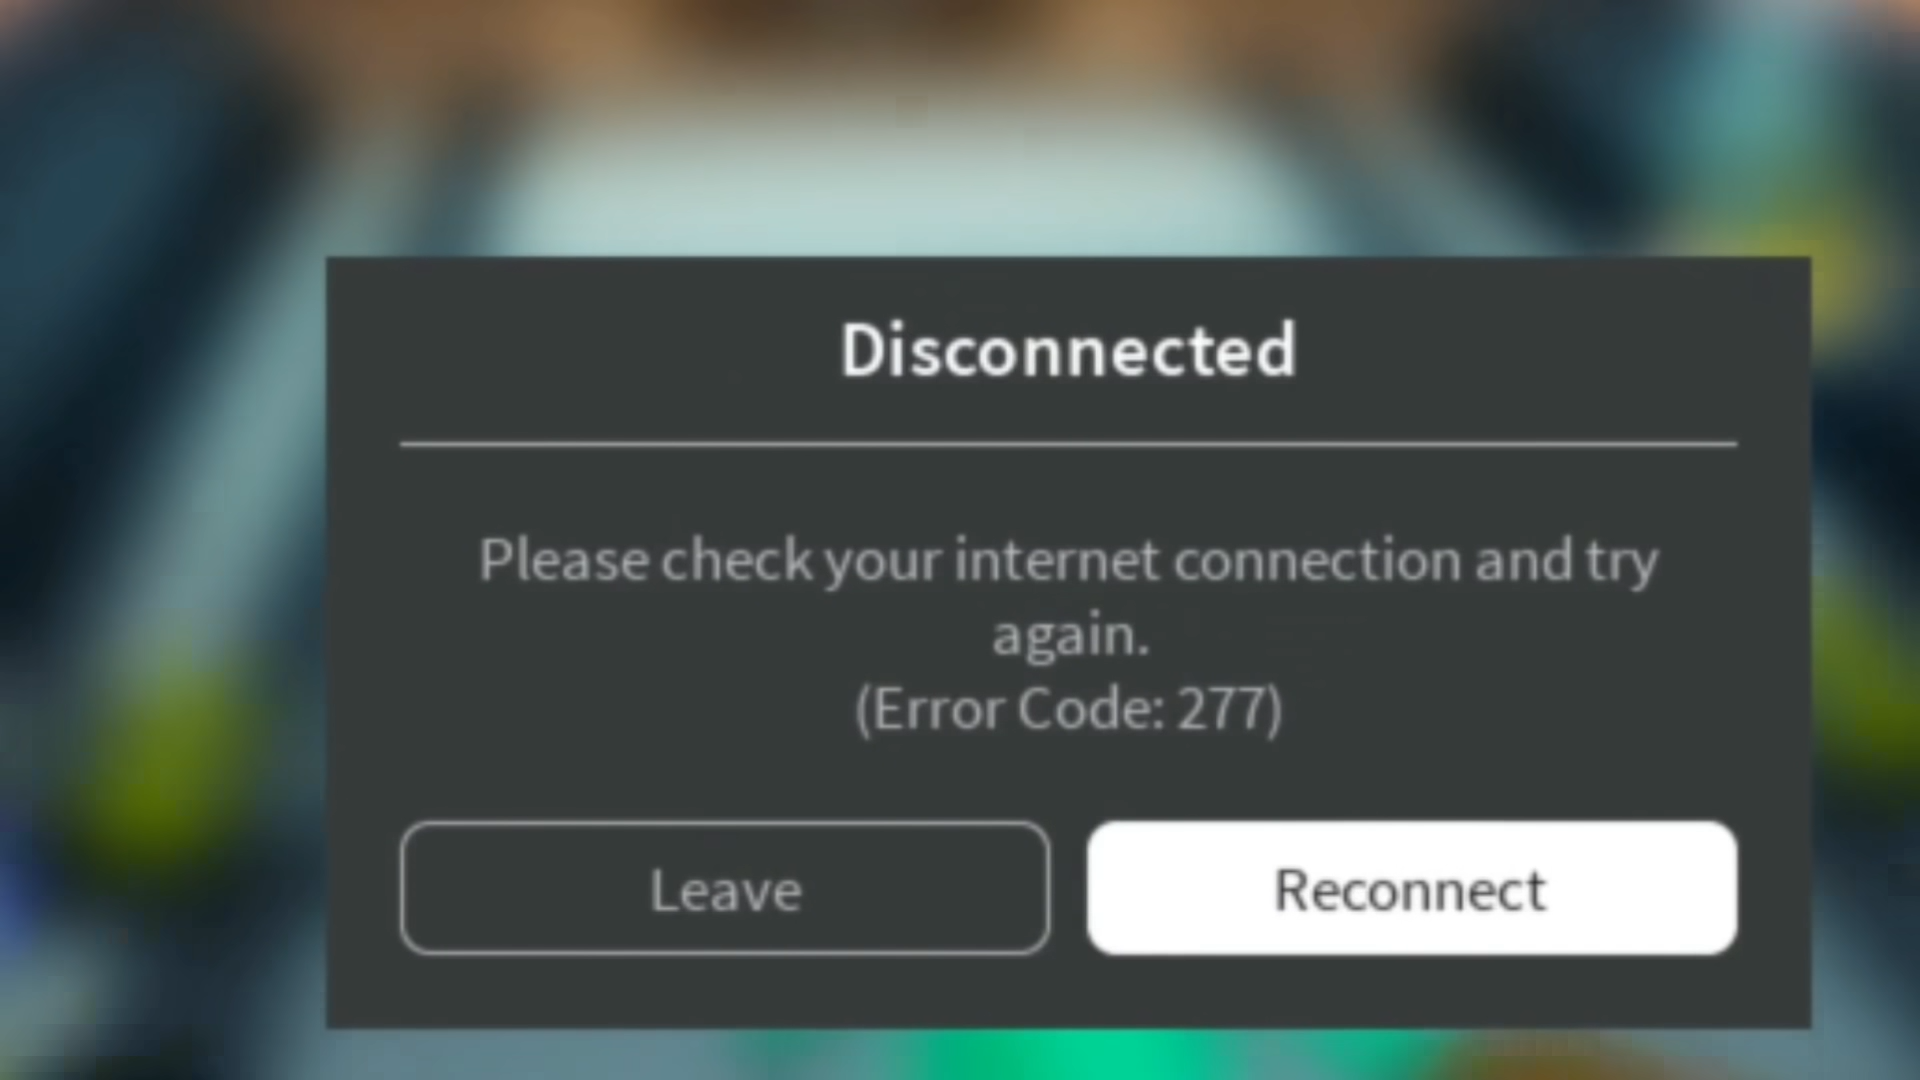 Disconnected
Please check your internet connection and try
again.
(Error Code: 277)
Leave
Reconnect